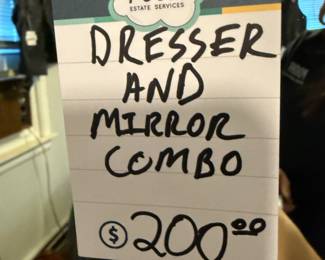 ESTATE SERVICES
DRESSER
AND
MIRROR
COMBO
$ 200.00